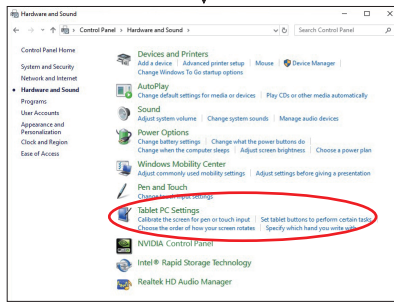 Hardware and Sound
Control Panel > Hardware and Sound >
Search Control Panel
Control Panel Home
System and Security
Network and Internet
Hardware and Sound
Programs
User Accounts
Appearance and
Personalization
Clock and Region
Ease of Access
Devices and Printers
Add a device | Advanced printer setup | Mouse | Device Manager |
Change Windows To Go startup options
AutoPlay
Change default settings for media or devices | Play CDs or other media automatically
Sound
Adjust system volume | Change system sounds | Manage audio devices
Power Options
Change battery settings | Change what the power buttons do |
Change when the computer sleeps | Adjust screen brightness | Choose a power plan
Windows Mobility Center
Adjust commonly used mobility settings | Adjust settings before giving a presentation
Pen and Touch
Change touch input settings
Tablet PC Settings
Calibrate the screen for pen or touch input | Set tablet buttons to perform certain tasks
Choose the order of how your screen rotates | Specify which hand you write with
NVIDIA Control Panel
Intel® Rapid Storage Technology
Realtek HD Audio Manager